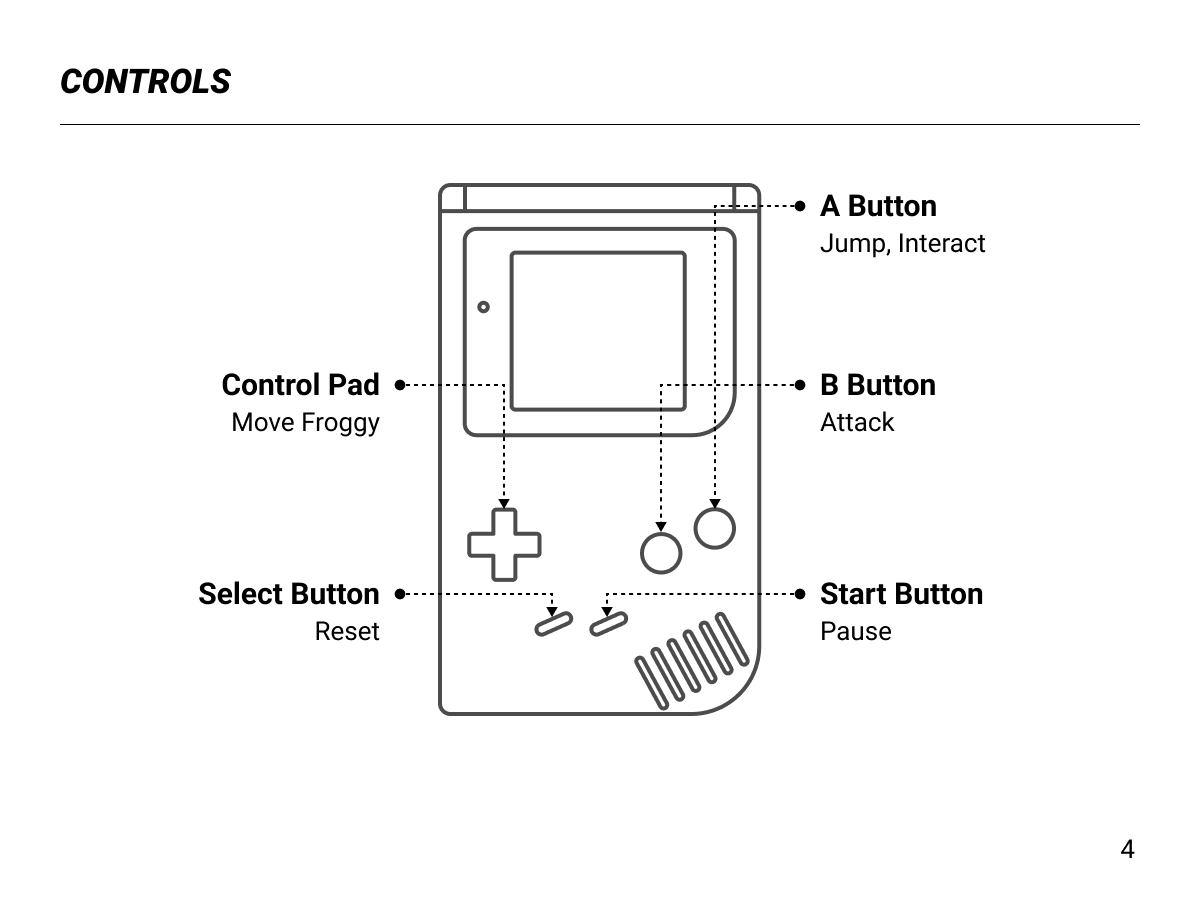 CONTROLS
A Button
Jump, Interact
Control Pad
Move Froggy
B Button
Attack
Select Button
Reset
Start Button
Pause
4